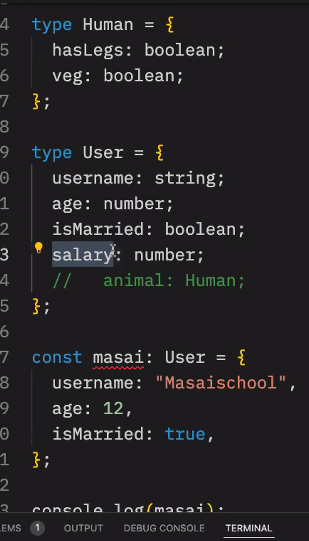 4 type Human = {
5 hasLegs: boolean;
6 veg: boolean;
7 };
8
9 type User = {
0 username: string;
1 age: number;
2 isMarried: boolean;
3 salary: number;
4 // animal: Human;
5 };
6
7 const masai: User = {
8 username: "Masaischool",
9 age: 12,
0 isMarried: true,
1 };
2
3 console.log(masai);
LEMS 1 OUTPUT DEBUG CONSOLE TERMINAL